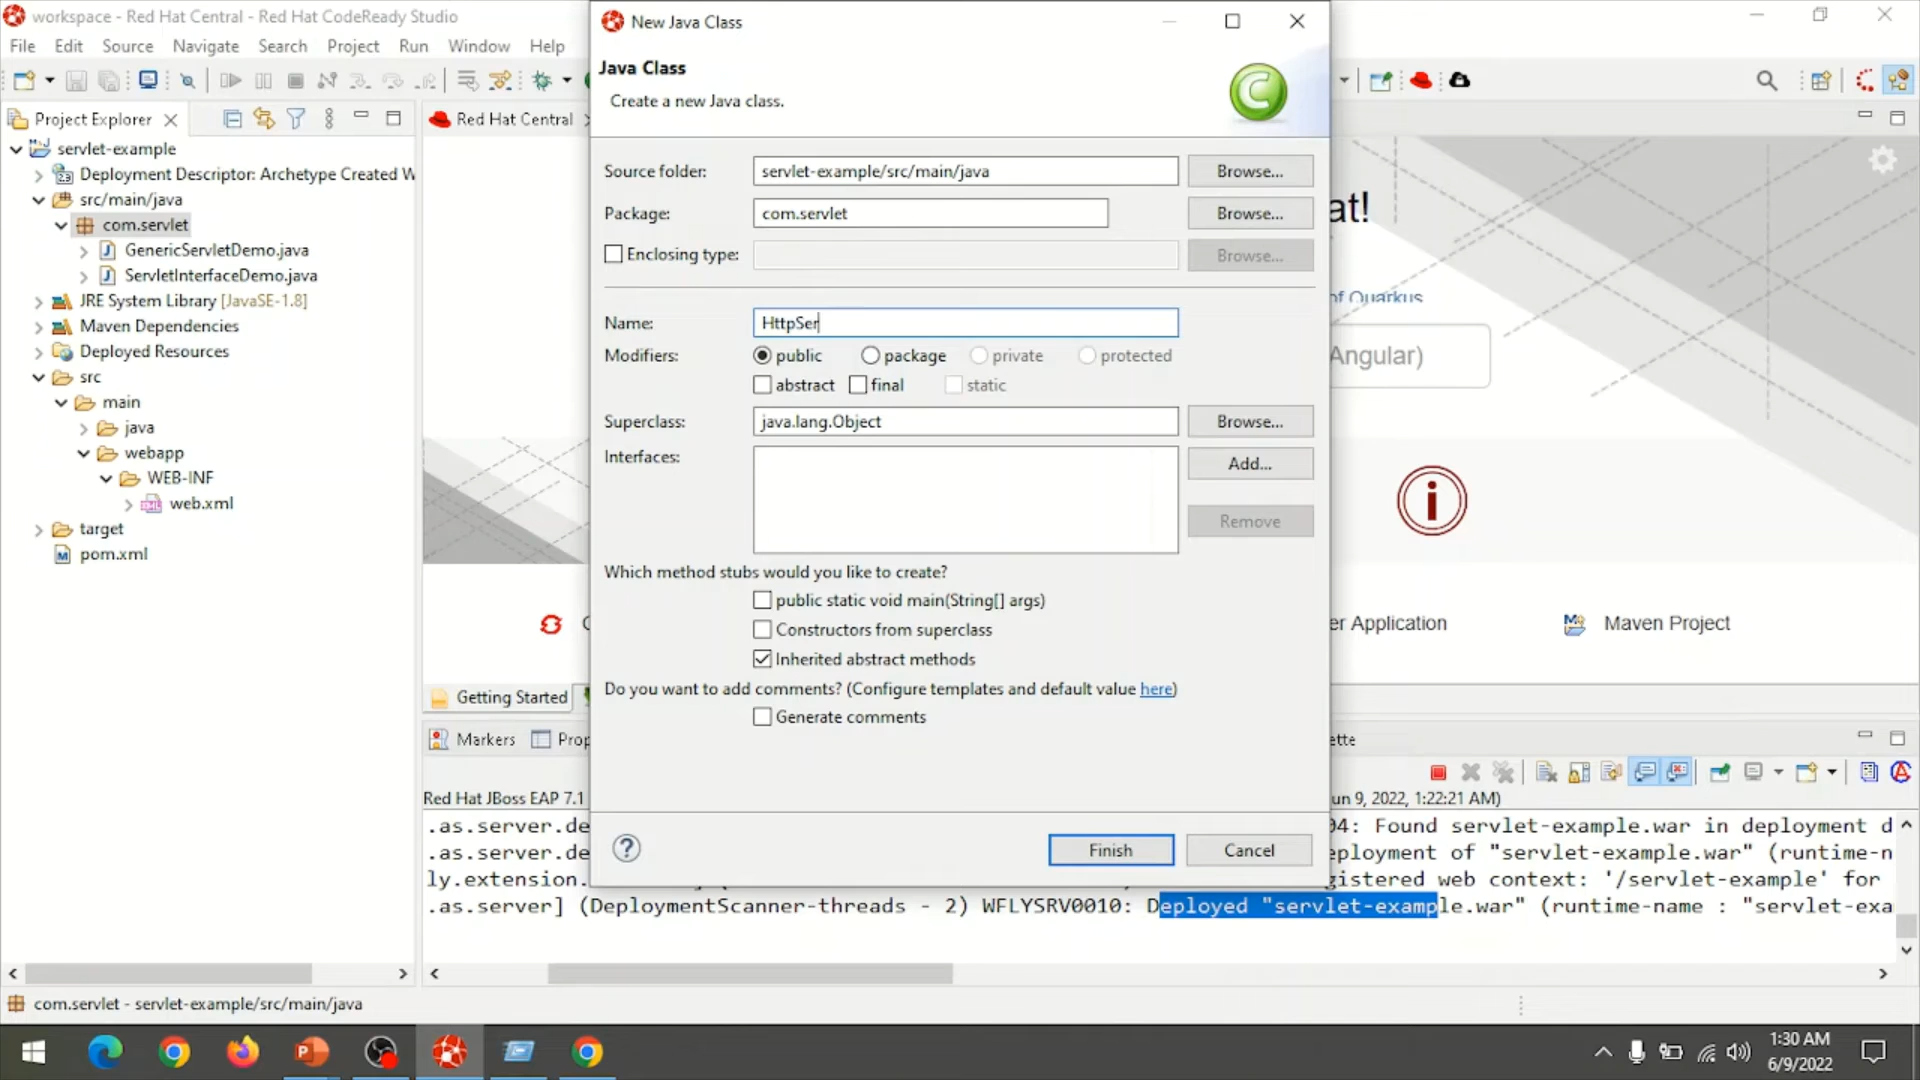 workspace - Red Hat Central - Red Hat CodeReady Studio
File Edit Source Navigate Search Project Run Window Help
Project Explorer
servlet-example
Deployment Descriptor: Archetype Created W
src/main/java
com.servlet
GenericServletDemo.java
ServletInterfaceDemo.java
JRE System Library [JavaSE-1.8]
Maven Dependencies
Deployed Resources
src
main
java
webapp
WEB-INF
web.xml
target
pom.xml
Red Hat Central
New Java Class
Java Class
Create a new Java class.
Source folder: servlet-example/src/main/java Browse...
Package: com.servlet Browse...
Enclosing type: Browse...
Name: HttpSer
Modifiers: public package private protected
abstract final static
Superclass: java.lang.Object Browse...
Interfaces: Add...
Remove
Which method stubs would you like to create?
public static void main(String[] args)
Constructors from superclass
Inherited abstract methods
Do you want to add comments? (Configure templates and default value here)
Generate comments
Finish Cancel
at!
of Quarkus
Angular)
er Application Maven Project
Getting Started
Markers Prop ette
Red Hat JBoss EAP 7.1 un 9, 2022, 1:22:21 AM)
.as.server.de 04: Found servlet-example.war in deployment d
.as.server.de eployment of "servlet-example.war" (runtime-n
ly.extension. gistered web context: '/servlet-example' for
.as.server] (DeploymentScanner-threads - 2) WFLYSRV0010: Deployed "servlet-example.war" (runtime-name : "servlet-exa
com.servlet - servlet-example/src/main/java
1:30 AM
6/9/2022